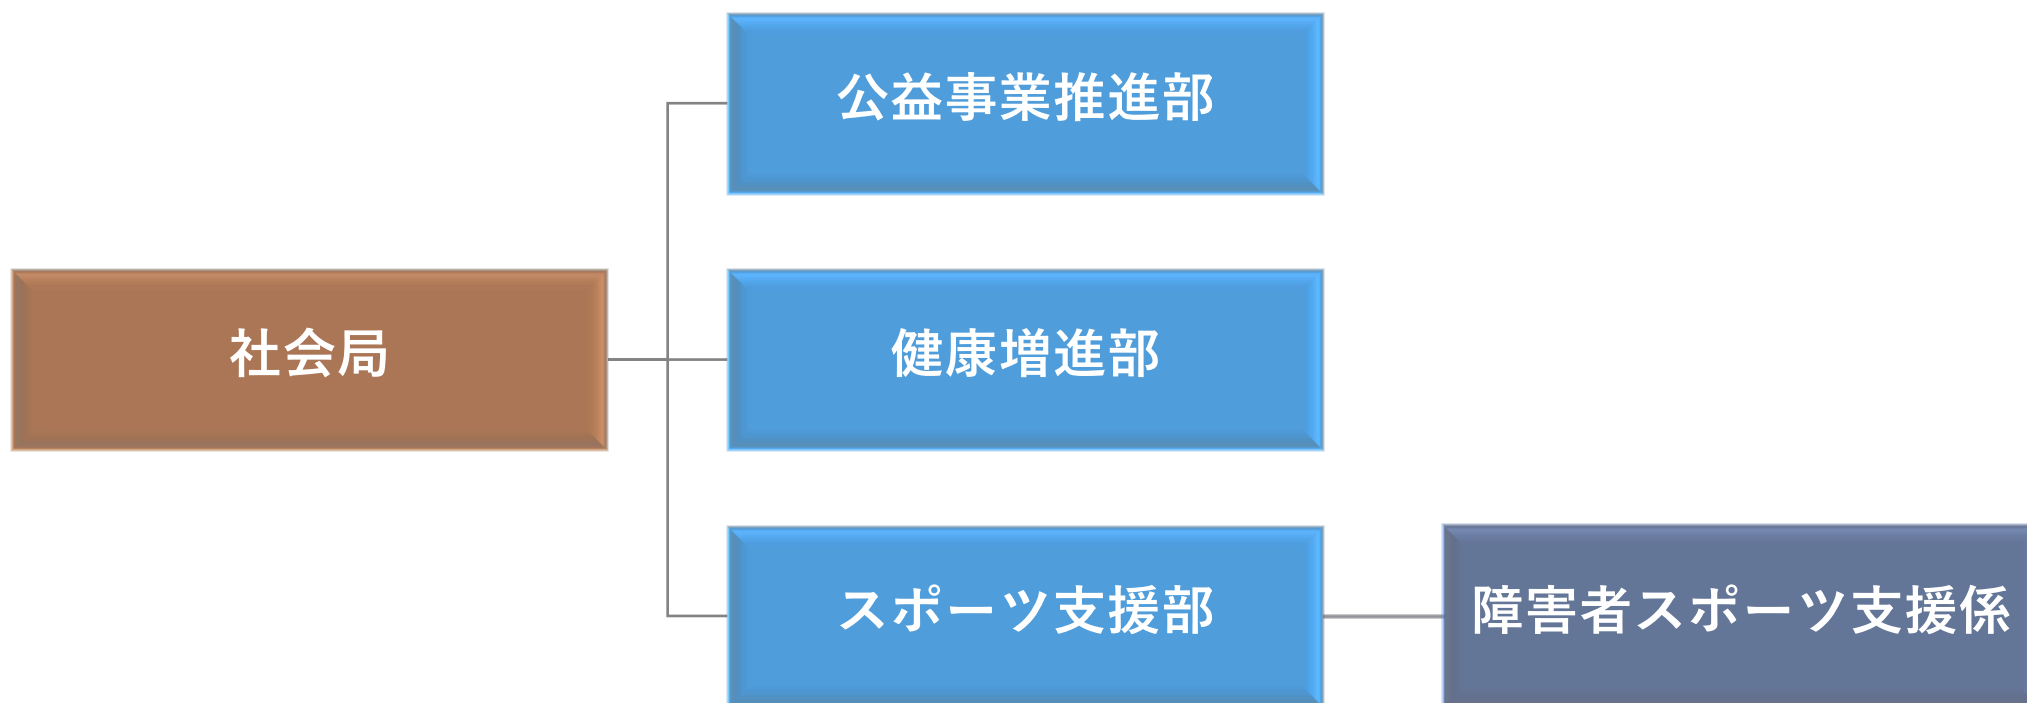 公益事業推進部
社会局
健康増進部
スポーツ支援部
障害者スポーツ支援係